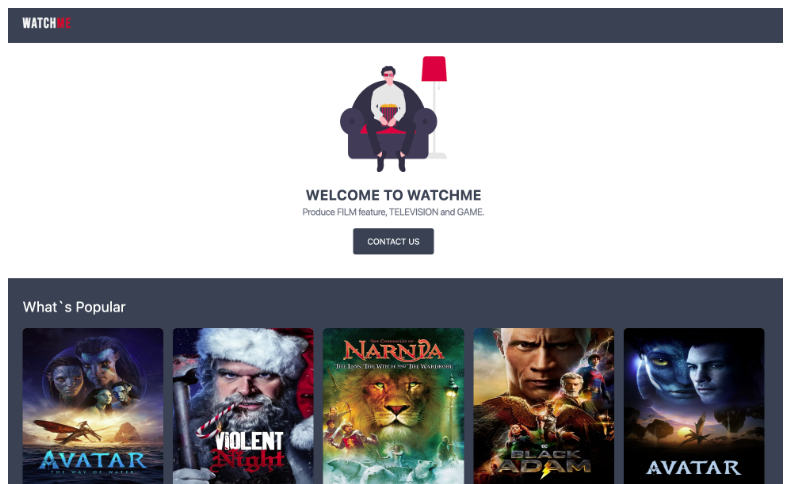 WATCHME
WELCOME TO WATCHME
Produce FILM feature, TELEVISION and GAME.
CONTACT US
What`s Popular
AVATAR
THE WAY OF WATER
VIOLENT
Night
THE CHRONICLES OF
NARNIA
THE LION, THE WITCH AND THE WARDROBE
DC
BLACK
ADAM
AVATAR